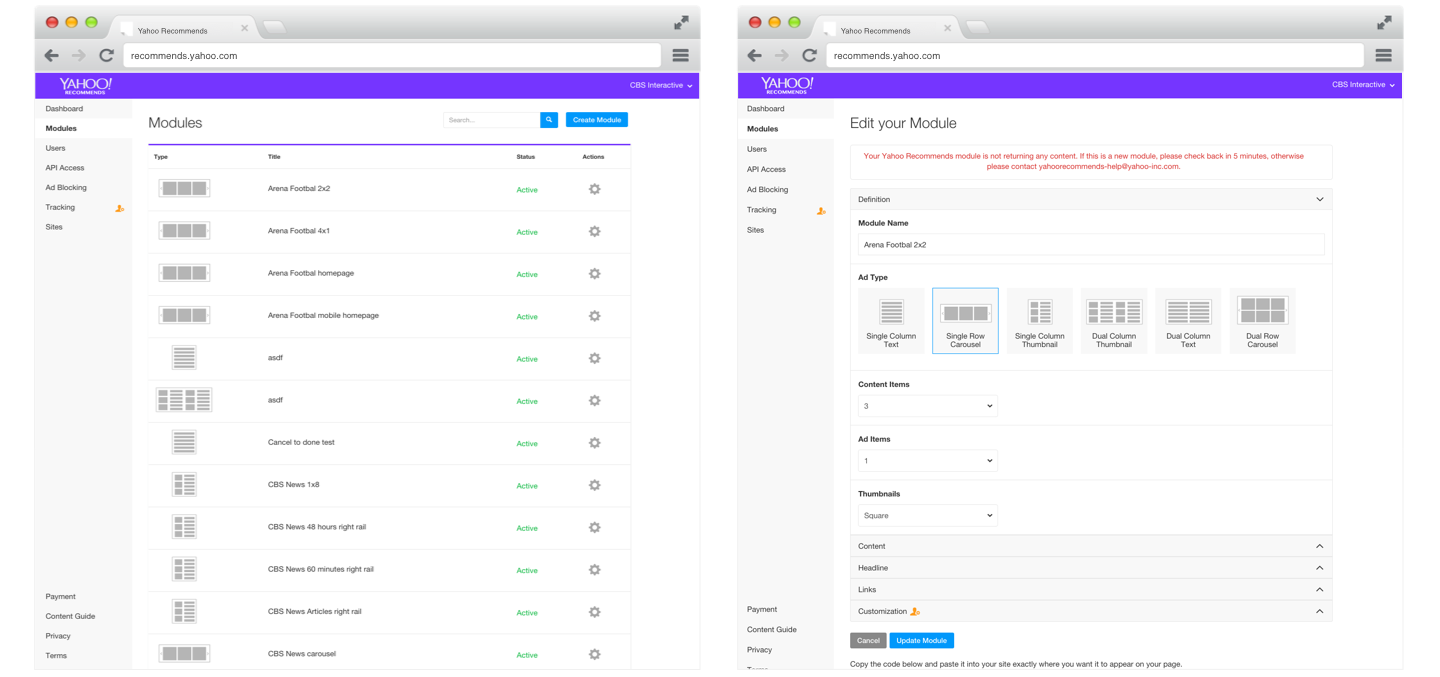 Yahoo Recommends
recommends.yahoo.com
YAHOO!
RECOMMENDS
CBS Interactive
Dashboard
Modules
Users
API Access
Ad Blocking
Tracking
Sites
Payment
Content Guide
Privacy
Terms
Modules
Search...
Create Module
Type Title Status Actions
Arena Footbal 2x2 Active
Arena Footbal 4x1 Active
Arena Footbal homepage Active
Arena Footbal mobile homepage Active
asdf Active
asdf Active
Cancel to done test Active
CBS News 1x8 Active
CBS News 48 hours right rail Active
CBS News 60 minutes right rail Active
CBS News Articles right rail Active
CBS News carousel Active
Yahoo Recommends
recommends.yahoo.com
YAHOO!
RECOMMENDS
CBS Interactive
Dashboard
Modules
Users
API Access
Ad Blocking
Tracking
Sites
Payment
Content Guide
Privacy
Terms
Edit your Module
Your Yahoo Recommends module is not returning any content. If this is a new module, please check back in 5 minutes, otherwise
please contact yahoorecommends-help@yahoo-inc.com.
Definition
Module Name
Arena Footbal 2x2
Ad Type
Single Column
Text
Single Row
Carousel
Single Column
Thumbnail
Dual Column
Thumbnail
Dual Column
Text
Dual Row
Carousel
Content Items
3
Ad Items
1
Thumbnails
Square
Content
Headline
Links
Customization
Cancel
Update Module
Copy the code below and paste it into your site exactly where you want it to appear on your page.